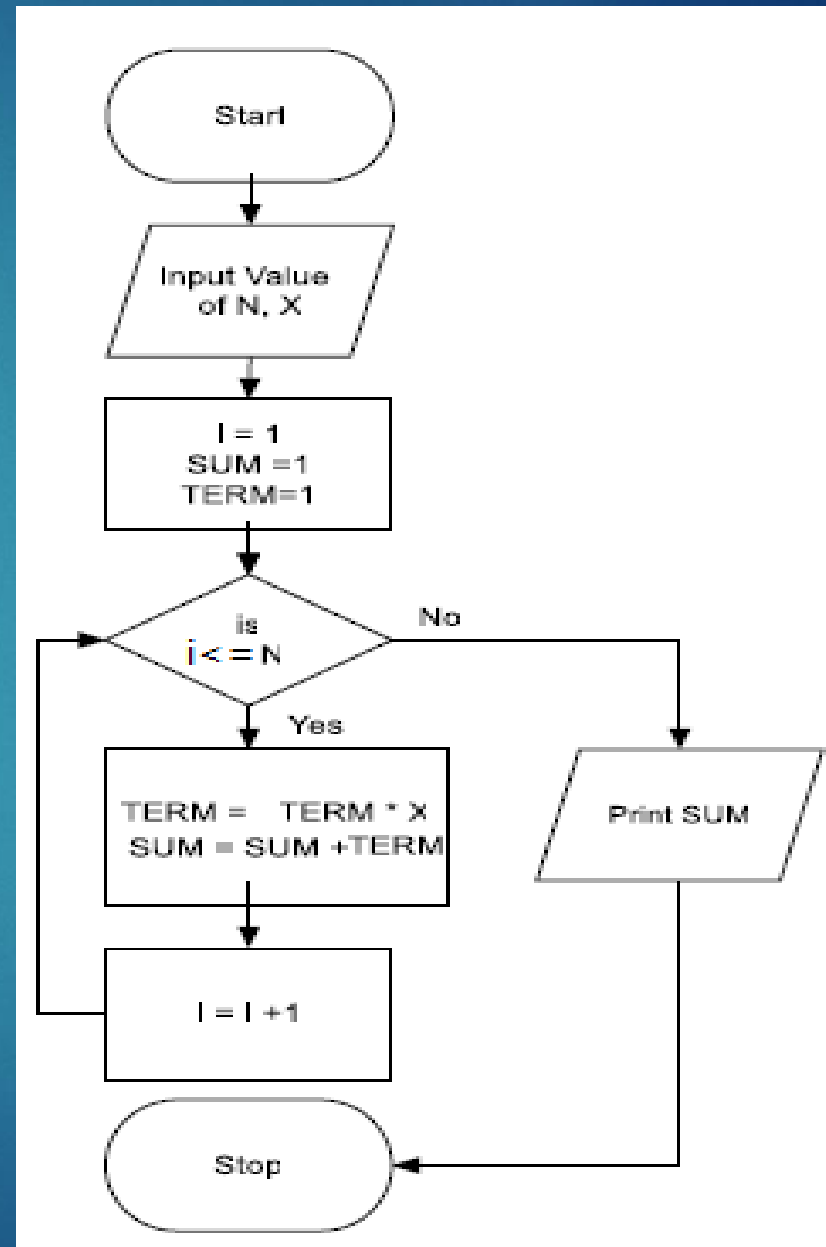 Start
Input Value
of N, X
I = 1
SUM =1
TERM=1
is
i< = N
No
Yes
TERM = TERM * X
SUM = SUM +TERM
Print SUM
I = I +1
Stop